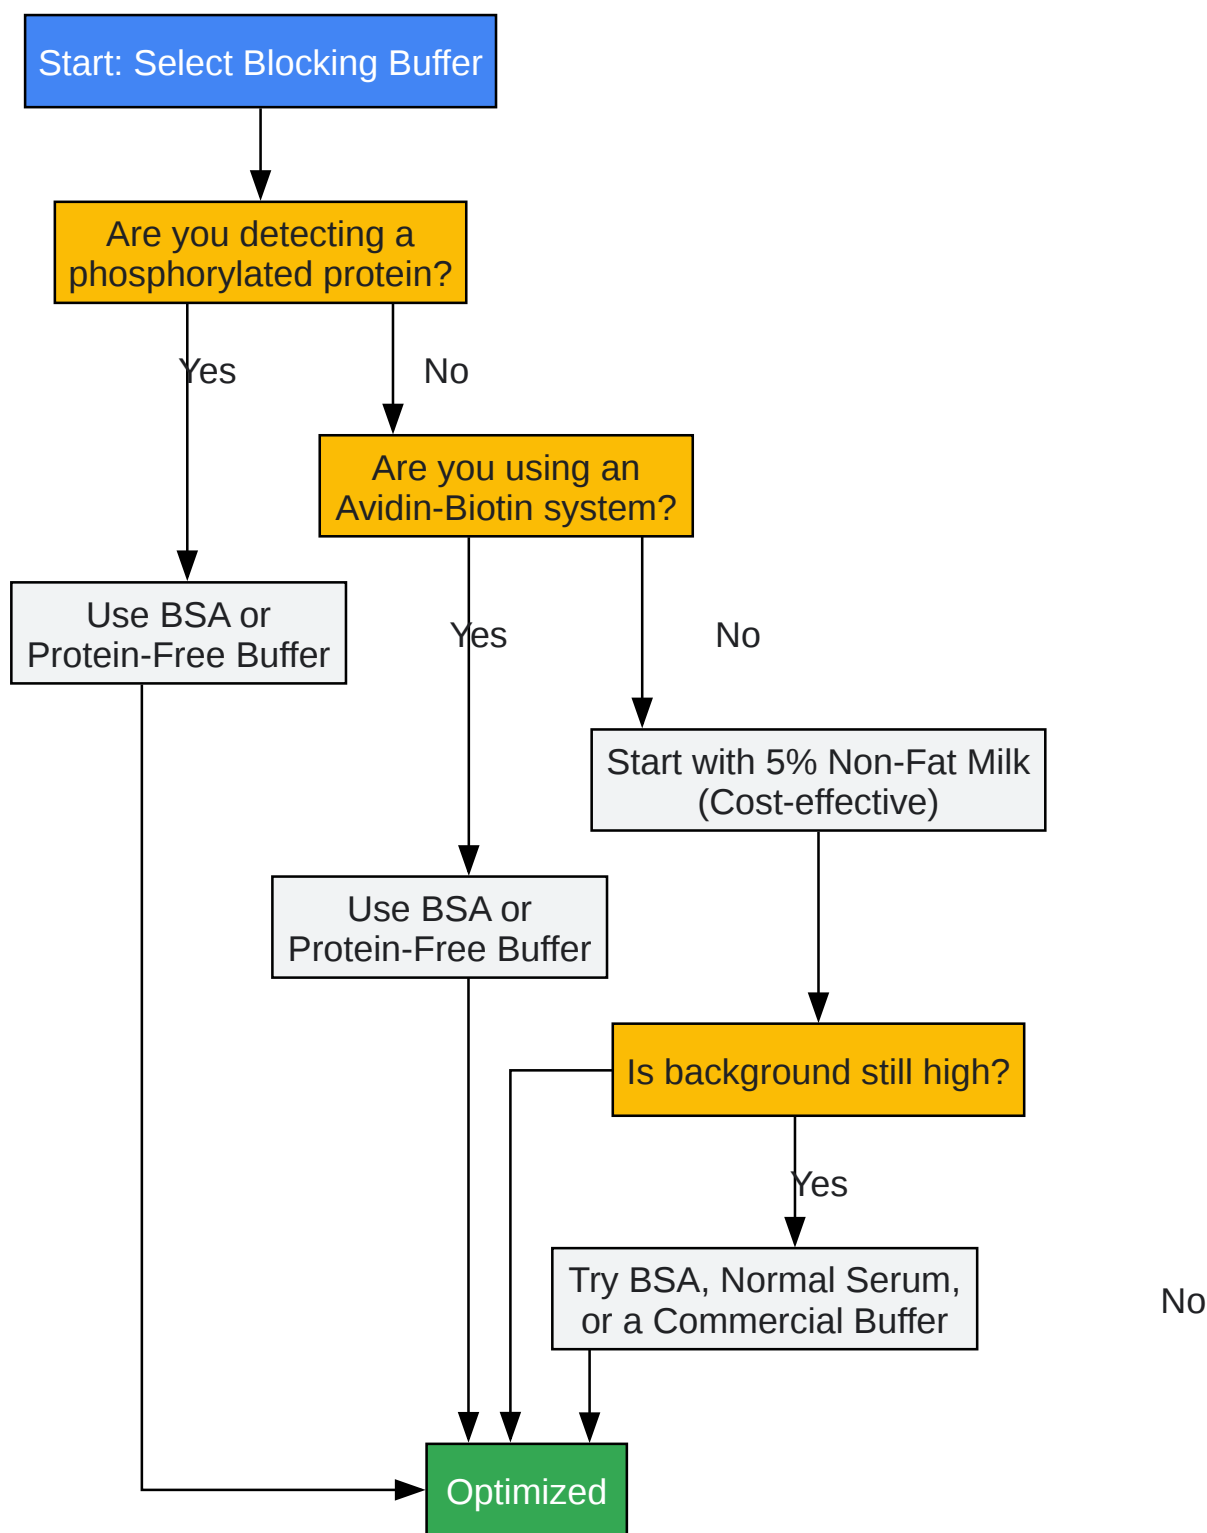 Start: Select Blocking Buffer
Are you detecting a
phosphorylated protein?
Yes
No
Are you using an
Avidin-Biotin system?
Use BSA or
Protein-Free Buffer
Yes
No
Start with 5% Non-Fat Milk
(Cost-effective)
Use BSA or
Protein-Free Buffer
Is background still high?
Yes
Try BSA, Normal Serum,
or a Commercial Buffer
No
Optimized